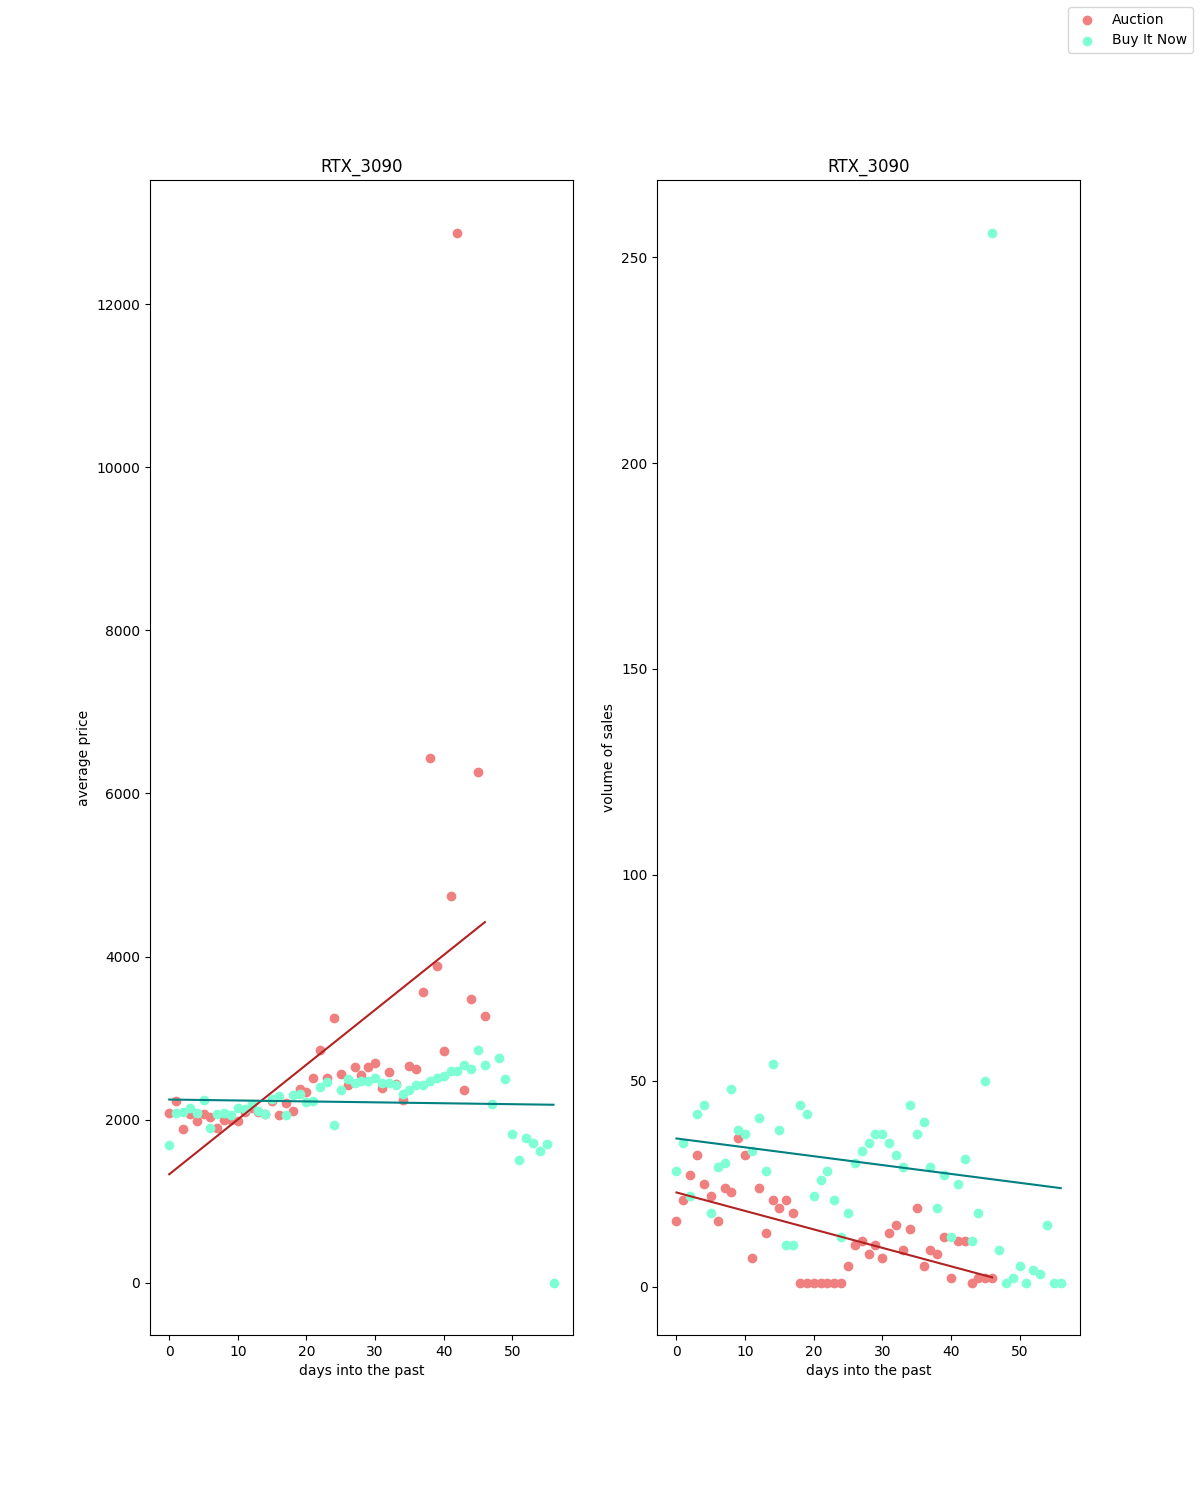 Auction
Buy It Now
RTX_3090
12000
10000
8000
6000
4000
2000
0
average price
0 10 20 30 40 50
days into the past
RTX_3090
250
200
150
100
50
0
volume of sales
0 10 20 30 40 50
days into the past